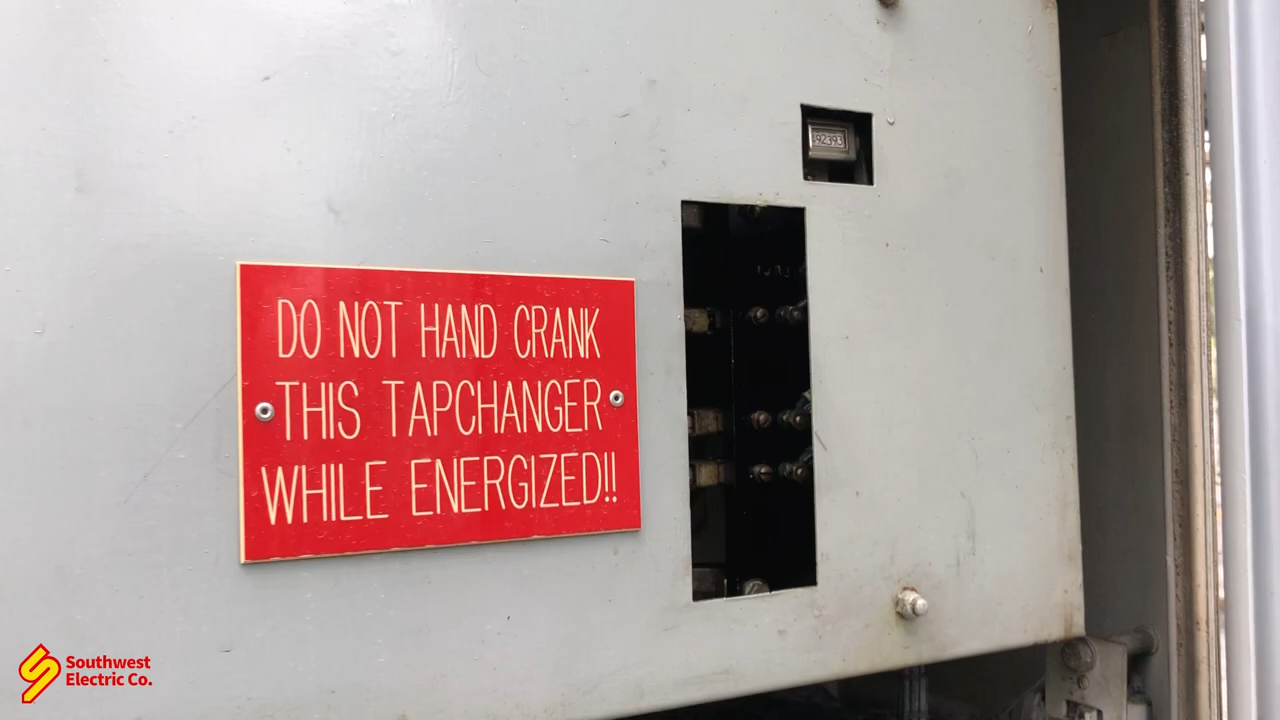 92393
DO NOT HAND CRANK
THIS TAPCHANGER
WHILE ENERGIZED!!
Southwest
Electric Co.